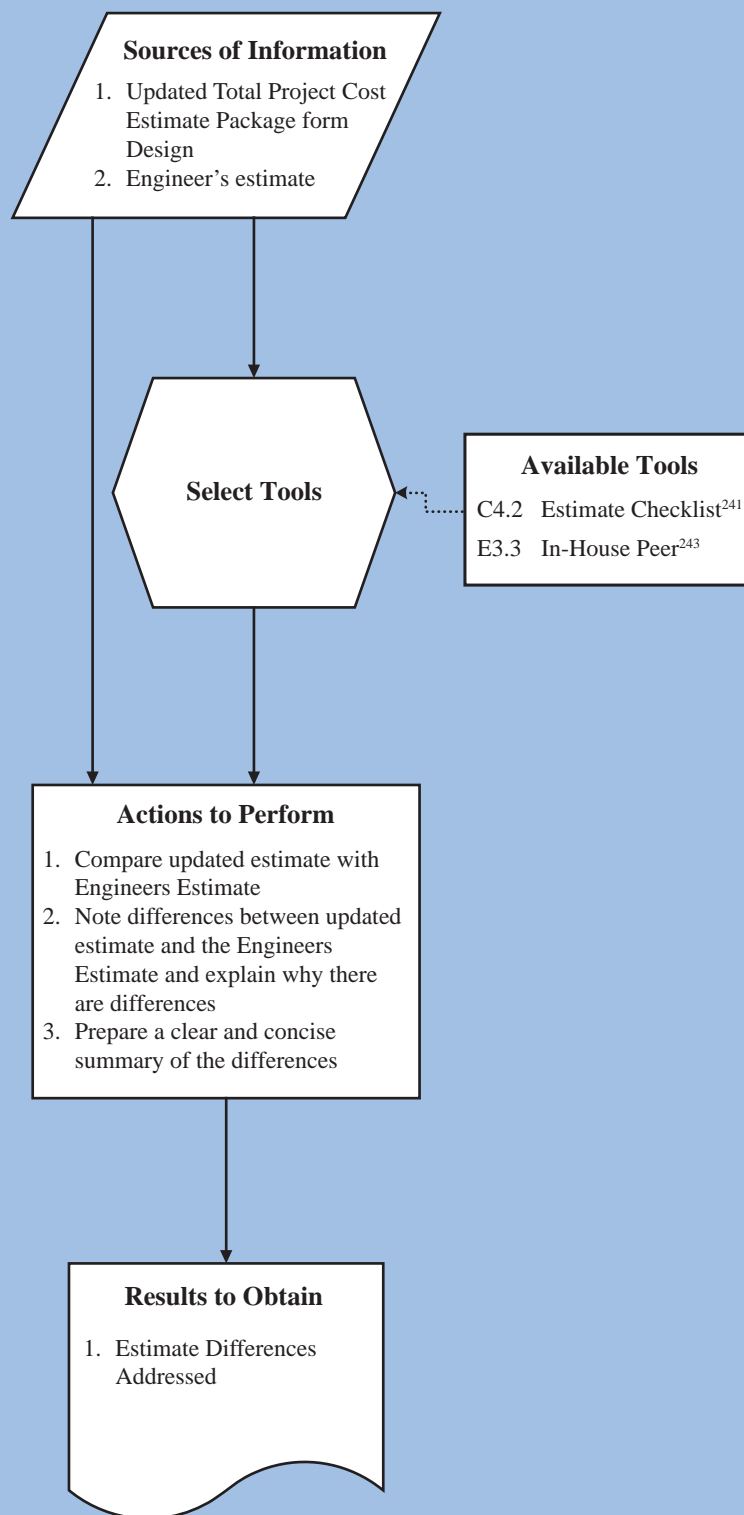 Sources of Information
1. Updated Total Project Cost
Estimate Package form
Design
2. Engineer’s estimate
Select Tools
Available Tools
C4.2 Estimate Checklist241
E3.3 In-House Peer243
Actions to Perform
1. Compare updated estimate with
Engineers Estimate
2. Note differences between updated
estimate and the Engineers
Estimate and explain why there
are differences
3. Prepare a clear and concise
summary of the differences
Results to Obtain
1. Estimate Differences
Addressed